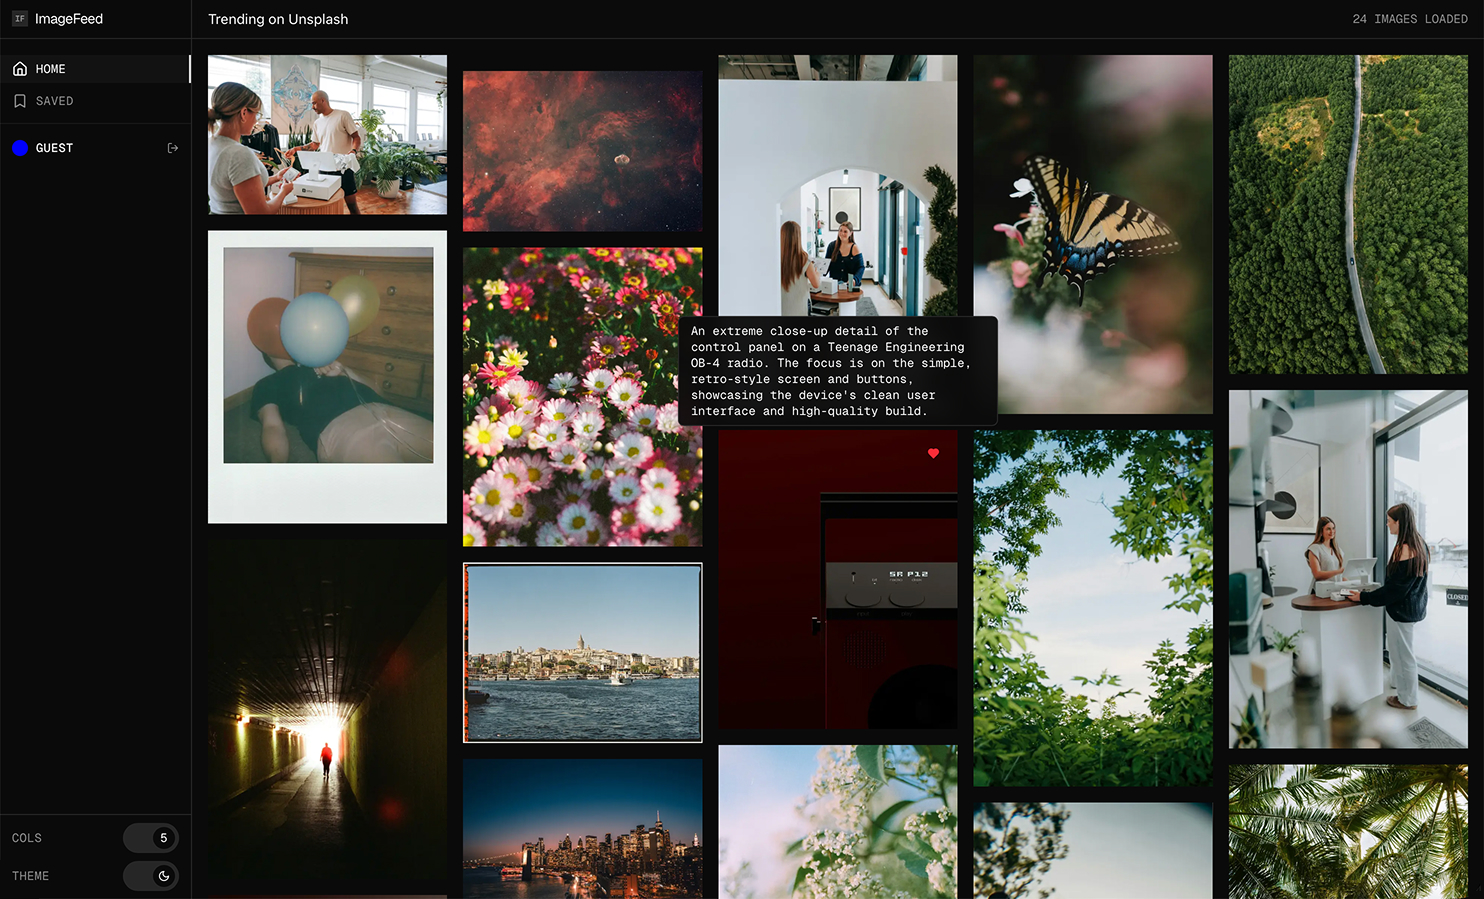 IF ImageFeed
Trending on Unsplash
24 IMAGES LOADED
HOME
SAVED
GUEST
An extreme close-up detail of the
control panel on a Teenage Engineering
OB-4 radio. The focus is on the simple,
retro-style screen and buttons,
showcasing the device's clean user
interface and high-quality build.
SR P12
CLOSED
COLS 5
THEME